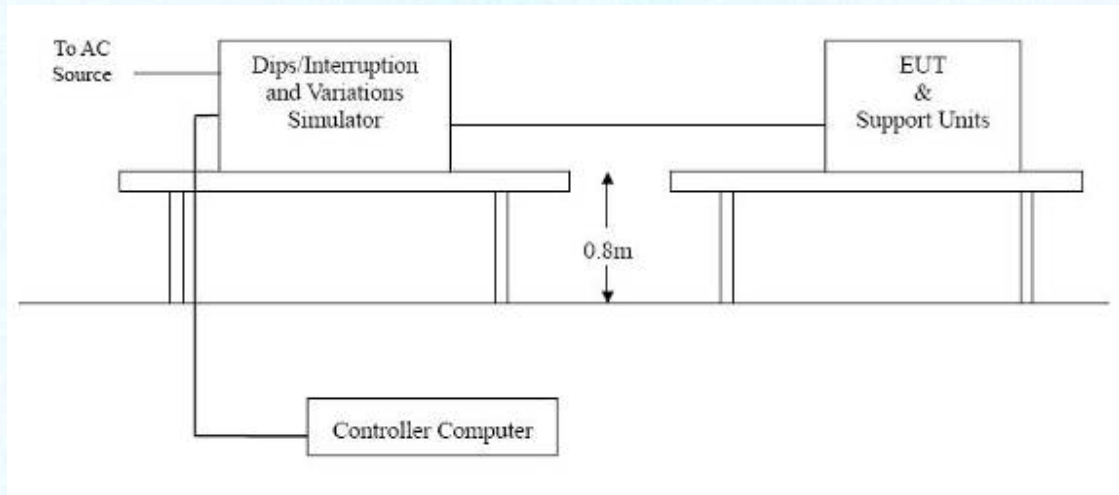 To AC
Source
Dips/Interruption
and Variations
Simulator
EUT
&
Support Units
0.8m
Controller Computer